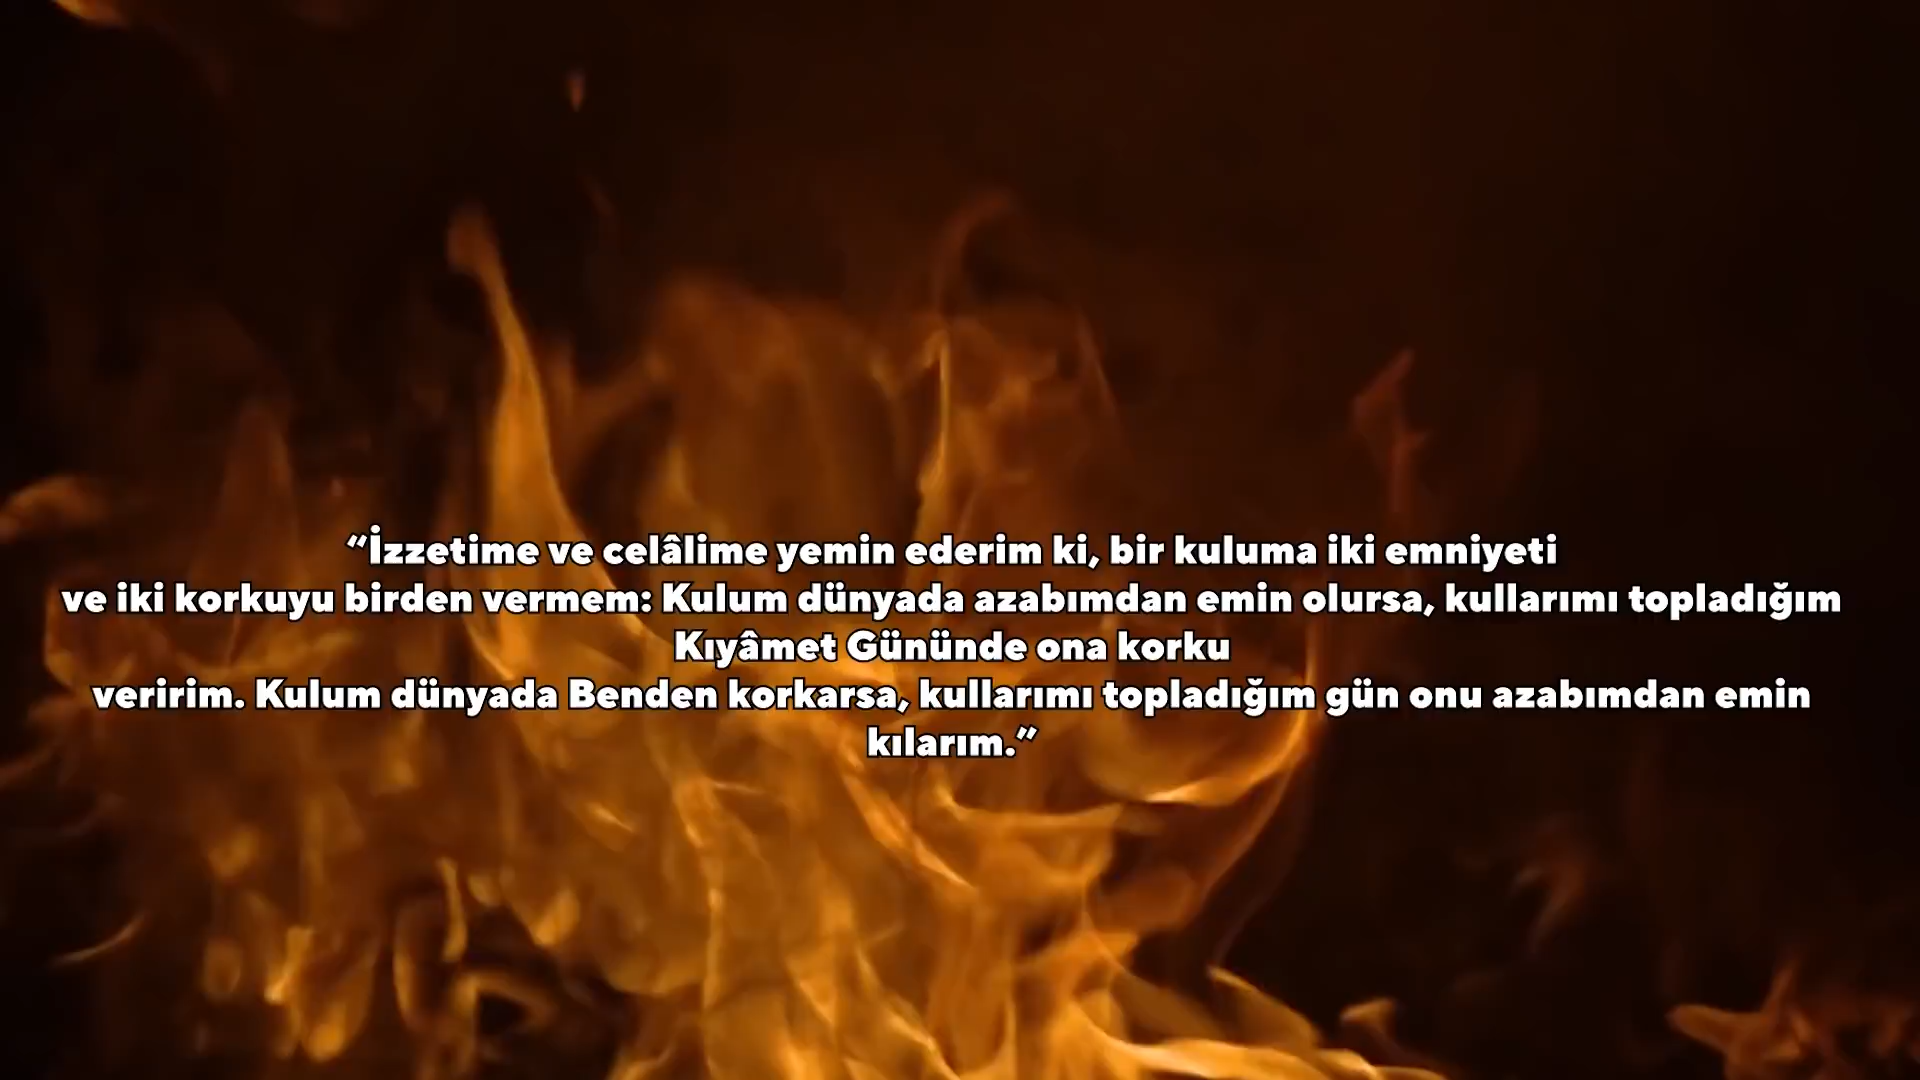 “İzzetime ve celâlime yemin ederim ki, bir kuluma iki emniyeti
ve iki korkuyu birden vermem: Kulum dünyada azabımdan emin olursa, kullarımı topladığım
Kıyâmet Gününde ona korku
veririm. Kulum dünyada Benden korkarsa, kullarımı topladığım gün onu azabımdan emin
kılarım.”